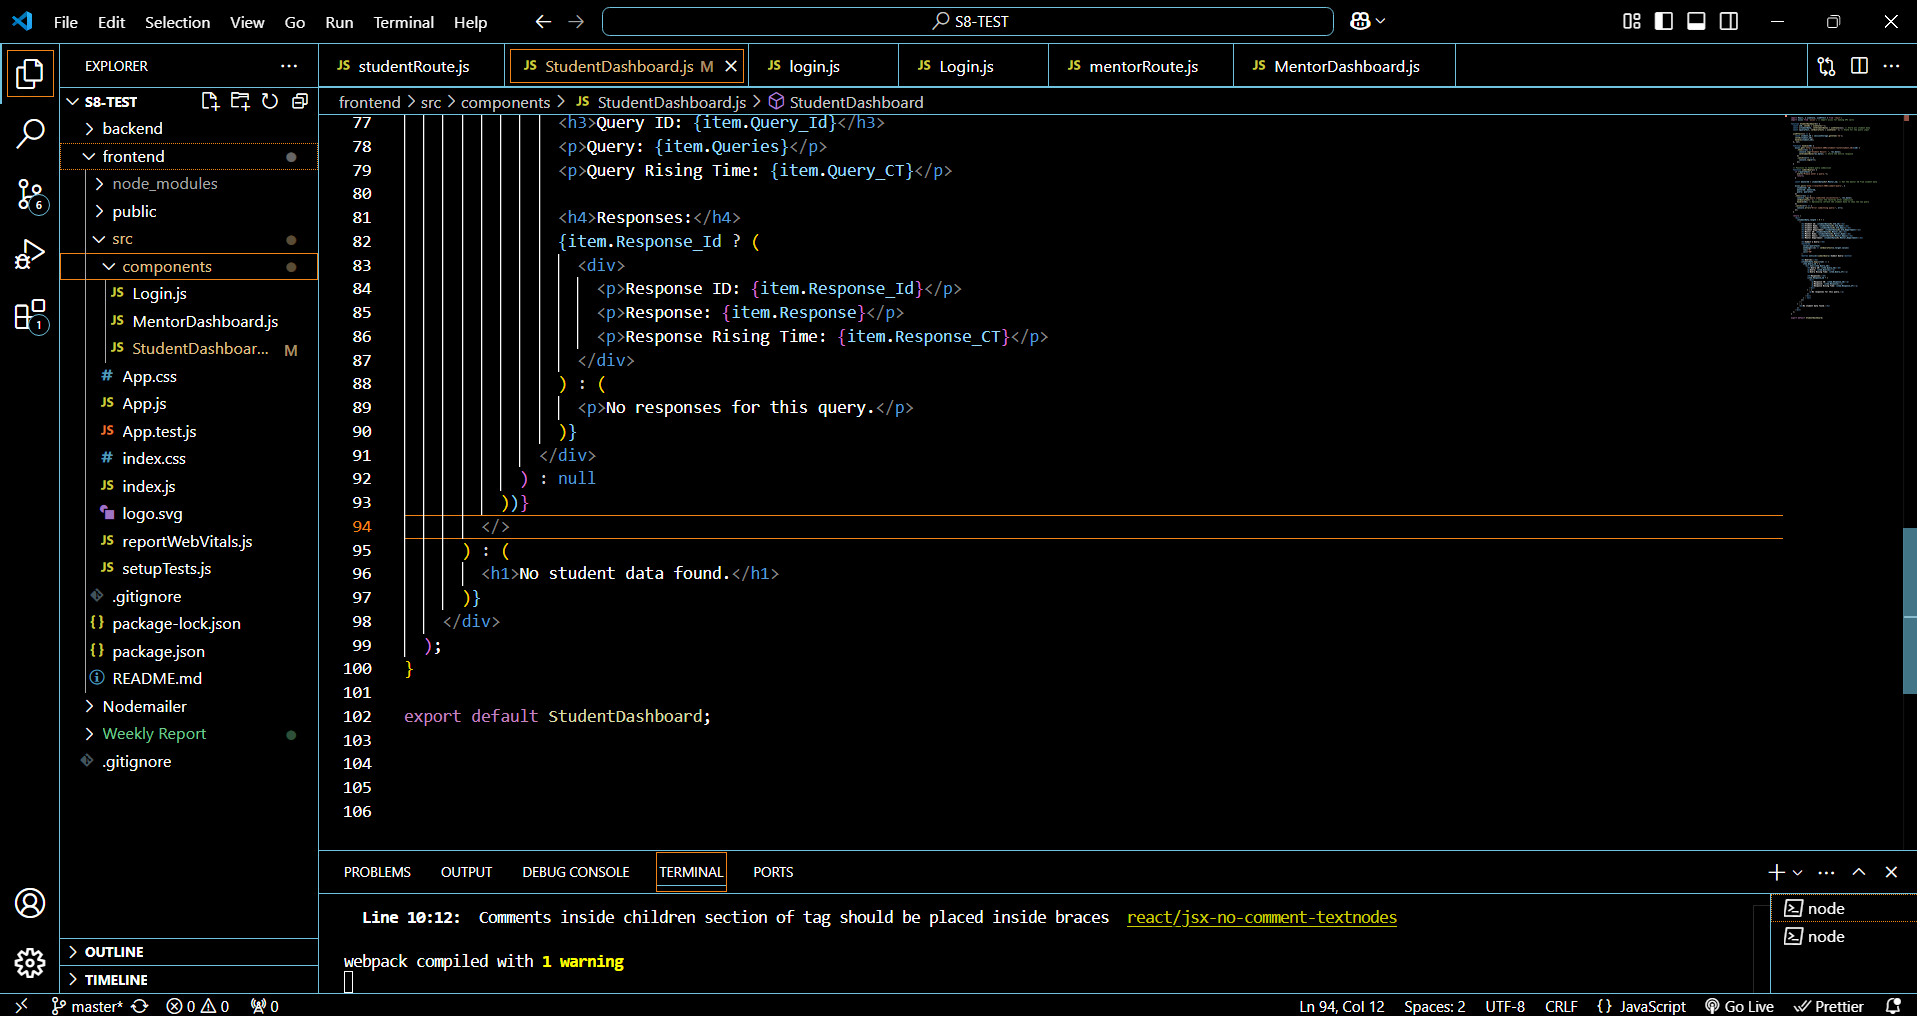 File Edit Selection View Go Run Terminal Help
S8-TEST
EXPLORER
S8-TEST
backend
frontend
node_modules
public
src
components
JS Login.js
JS MentorDashboard.js
JS StudentDashboar... M
# App.css
JS App.js
JS App.test.js
# index.css
JS index.js
logo.svg
JS reportWebVitals.js
JS setupTests.js
.gitignore
{} package-lock.json
{} package.json
README.md
Nodemailer
Weekly Report
.gitignore
OUTLINE
TIMELINE
6
1
JS studentRoute.js
JS StudentDashboard.js M
JS login.js
JS Login.js
JS mentorRoute.js
JS MentorDashboard.js
frontend > src > components > JS StudentDashboard.js > StudentDashboard
77 <h3>Query ID: {item.Query_Id}</h3>
78 <p>Query: {item.Queries}</p>
79 <p>Query Rising Time: {item.Query_CT}</p>
80
81 <h4>Responses:</h4>
82 {item.Response_Id ? (
83 <div>
84 <p>Response ID: {item.Response_Id}</p>
85 <p>Response: {item.Response}</p>
86 <p>Response Rising Time: {item.Response_CT}</p>
87 </div>
88 ) : (
89 <p>No responses for this query.</p>
90 )}
91 </div>
92 ) : null
93 ))}
94 </>
95 ) : (
96 <h1>No student data found.</h1>
97 )}
98 </div>
99 );
100 }
101
102 export default StudentDashboard;
103
104
105
106
PROBLEMS OUTPUT DEBUG CONSOLE TERMINAL PORTS
Line 10:12: Comments inside children section of tag should be placed inside braces react/jsx-no-comment-textnodes
webpack compiled with 1 warning
node
node
master* 0 0 0
Ln 94, Col 12 Spaces: 2 UTF-8 CRLF {} JavaScript Go Live Prettier